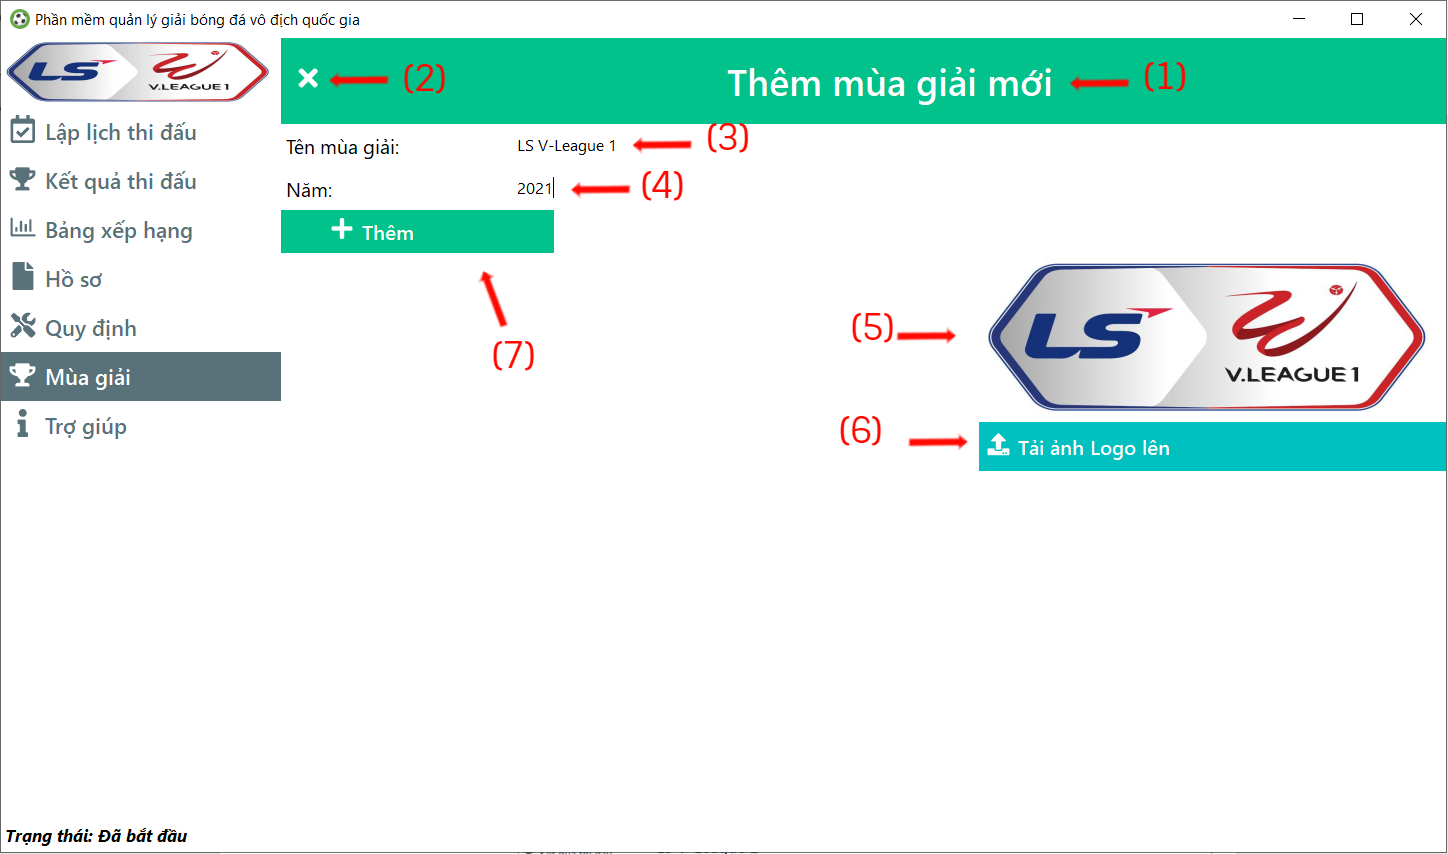 Phần mềm quản lý giải bóng đá vô địch quốc gia
LS V.LEAGUE 1
Lập lịch thi đấu
Kết quả thi đấu
Bảng xếp hạng
Hồ sơ
Quy định
Mùa giải
Trợ giúp
(2)
Thêm mùa giải mới (1)
Tên mùa giải: LS V-League 1 (3)
Năm: 2021 (4)
Thêm
(7)
(5)
LS V.LEAGUE 1
(6) Tải ảnh Logo lên
Trạng thái: Đã bắt đầu